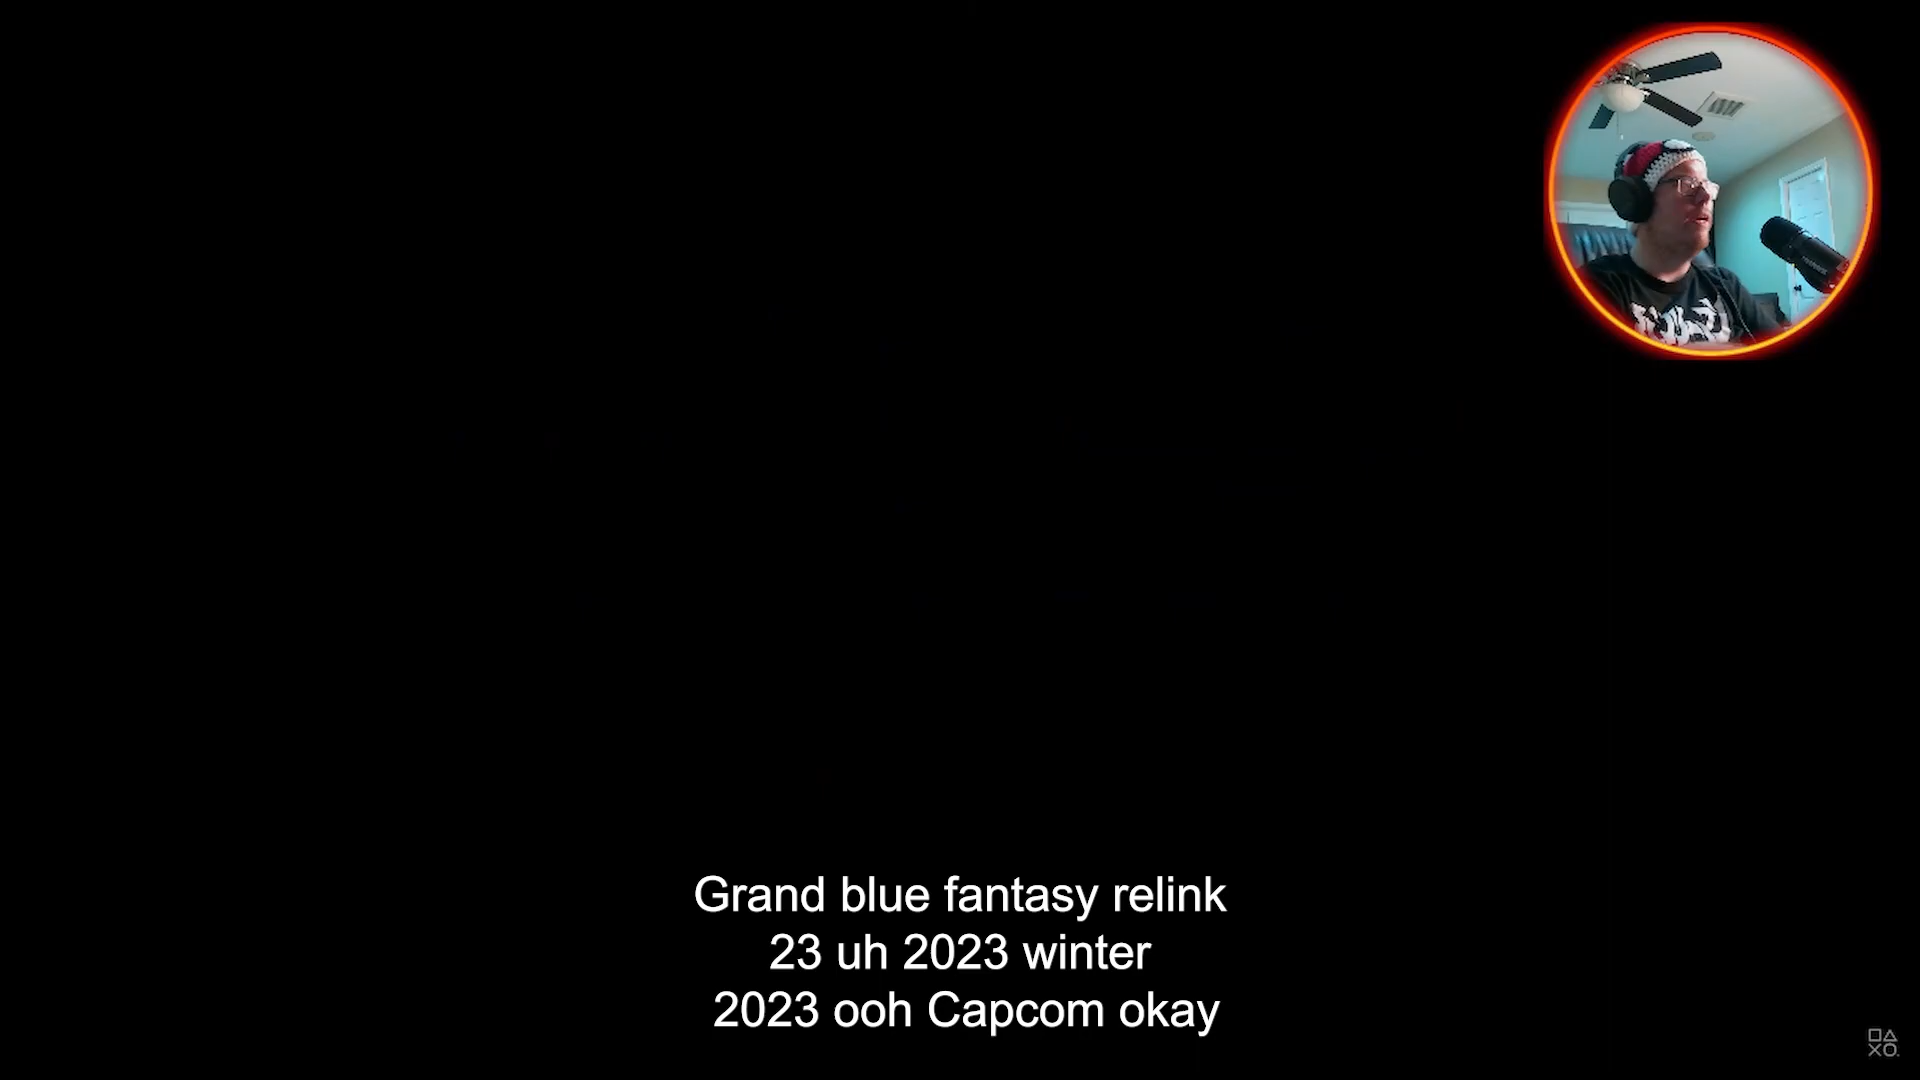 Grand blue fantasy relink
23 uh 2023 winter
2023 ooh Capcom okay